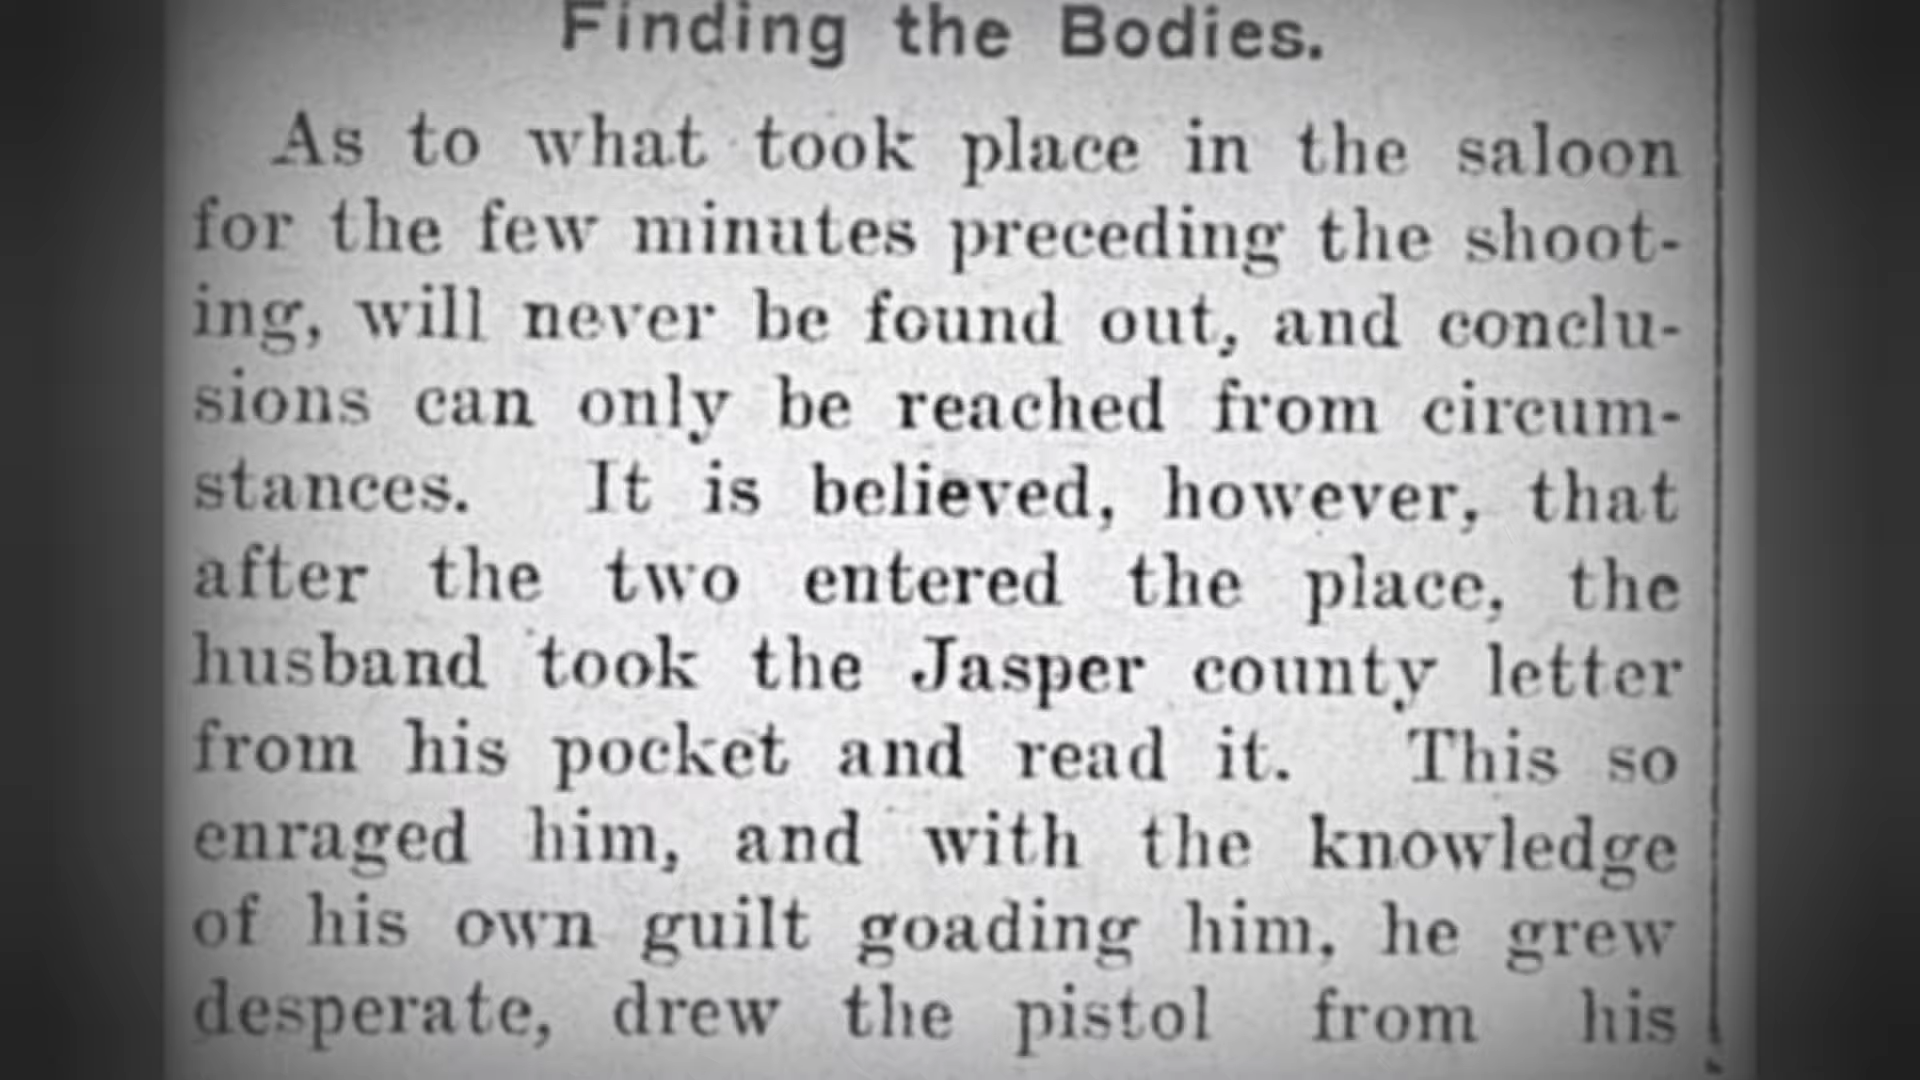 Finding the Bodies.
As to what took place in the saloon
for the few minutes preceding the shoot-
ing, will never be found out, and conclu-
sions can only be reached from circum-
stances. It is believed, however, that
after the two entered the place, the
husband took the Jasper county letter
from his pocket and read it. This so
enraged him, and with the knowledge
of his own guilt goading him, he grew
desperate, drew the pistol from his